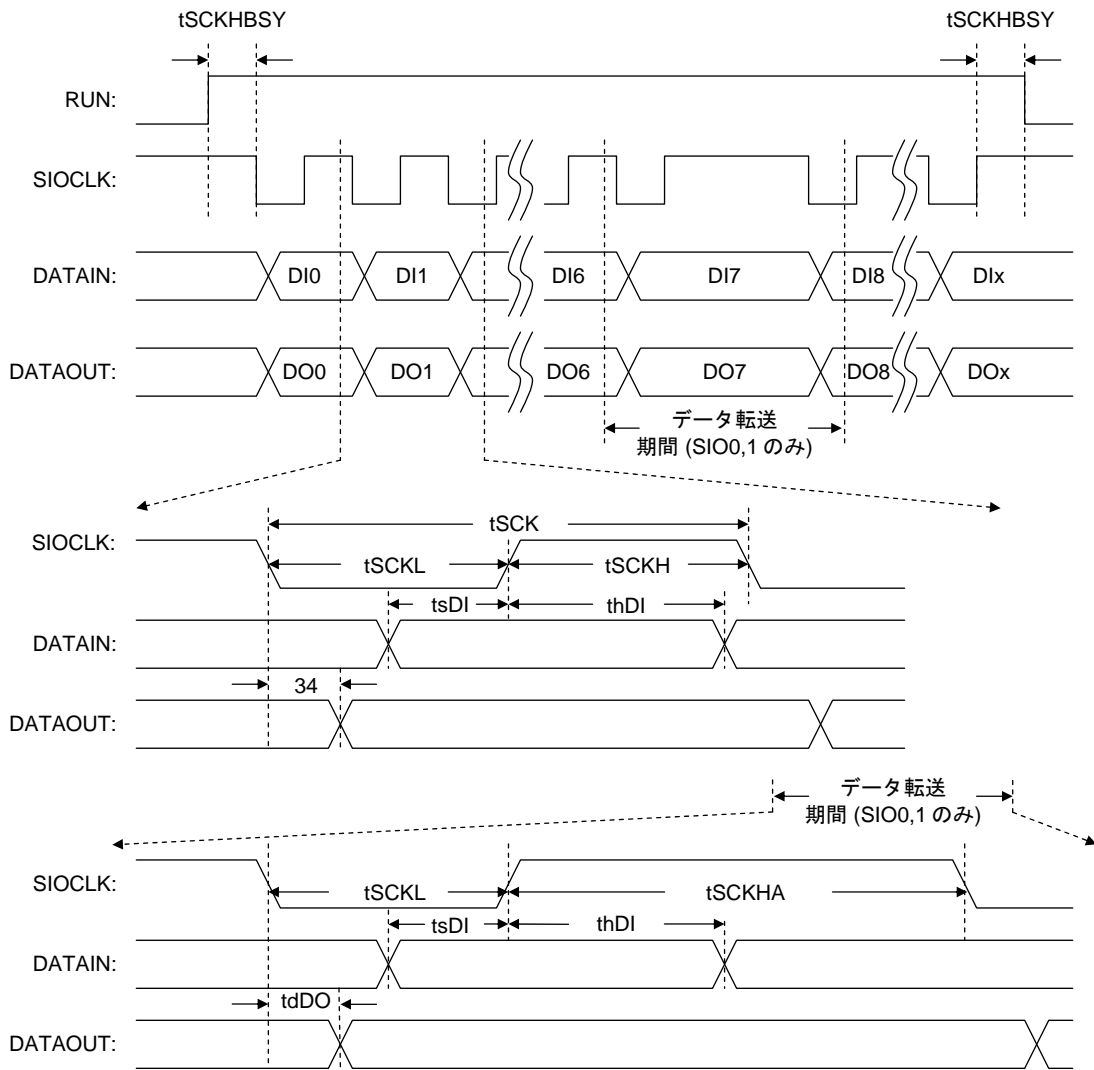 tSCKHBSY tSCKHBSY
RUN:
SIOCLK:
DATAIN: DI0 DI1 DI6 DI7 DI8 DIx
DATAOUT: DO0 DO1 DO6 DO7 DO8 DOx
データ転送
期間 (SIO0,1 のみ)
tSCK
SIOCLK:
tSCKL tSCKH
tsDI thDI
DATAIN:
34
DATAOUT:
データ転送
期間 (SIO0,1 のみ)
SIOCLK:
tSCKL tSCKHA
tsDI thDI
DATAIN:
tdDO
DATAOUT: